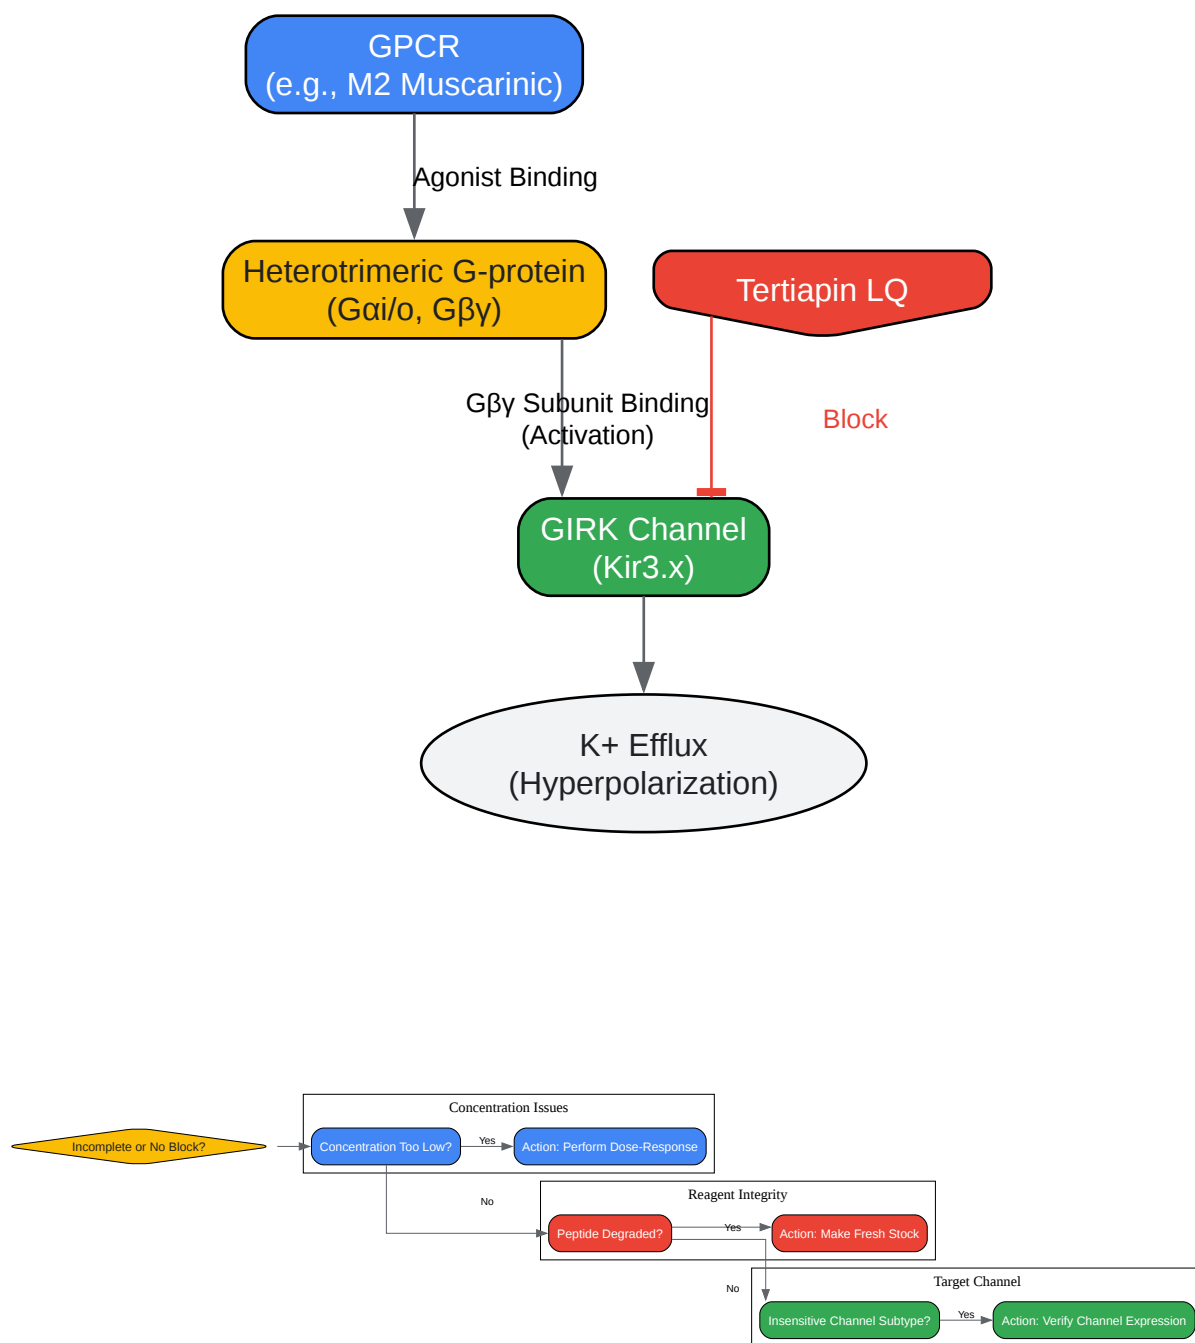 GPCR
(e.g., M2 Muscarinic)
Agonist Binding
Heterotrimeric G-protein
(Gαi/o, Gβγ)
Tertiapin LQ
Gβγ Subunit Binding
(Activation)
Block
GIRK Channel
(Kir3.x)
K+ Efflux
(Hyperpolarization)
Concentration Issues
Incomplete or No Block?
Concentration Too Low?
Yes
Action: Perform Dose-Response
No
Reagent Integrity
Peptide Degraded?
Yes
Action: Make Fresh Stock
No
Target Channel
Insensitive Channel Subtype?
Yes
Action: Verify Channel Expression